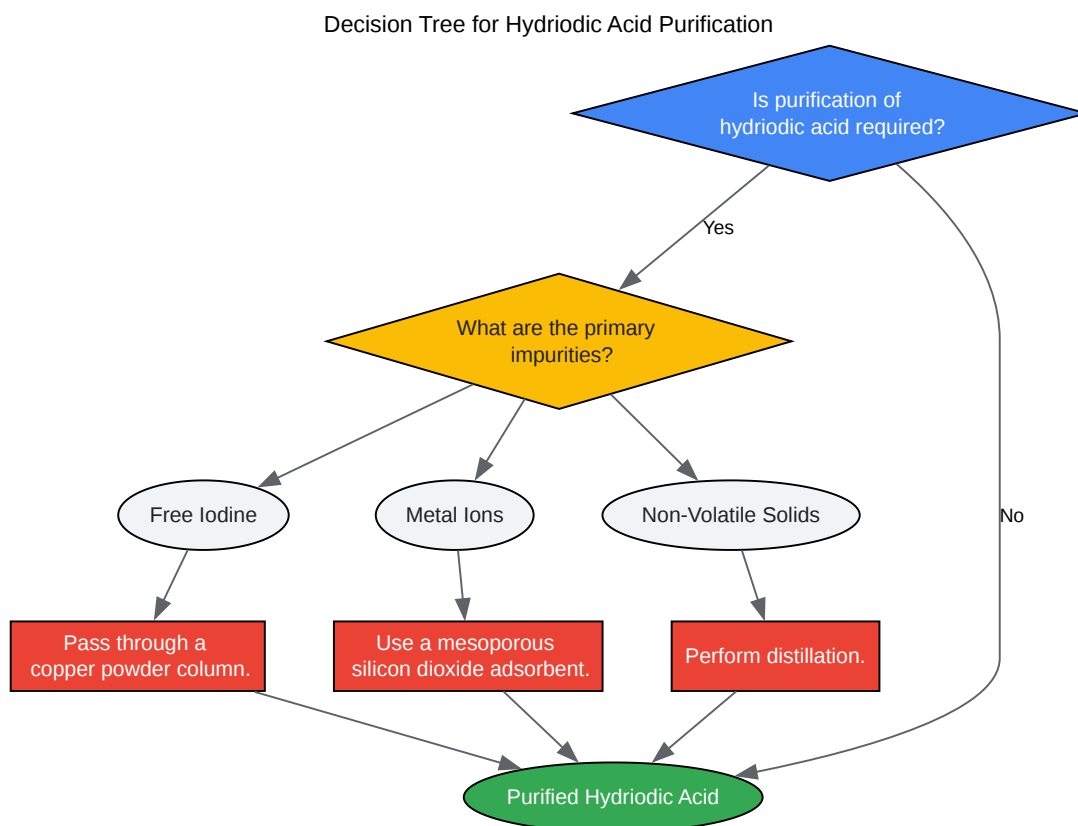 Decision Tree for Hydriodic Acid Purification
Is purification of
hydriodic acid required?
Yes
What are the primary
impurities?
Free Iodine
Metal Ions
Non-Volatile Solids
No
Pass through a
copper powder column.
Use a mesoporous
silicon dioxide adsorbent.
Perform distillation.
Purified Hydriodic Acid